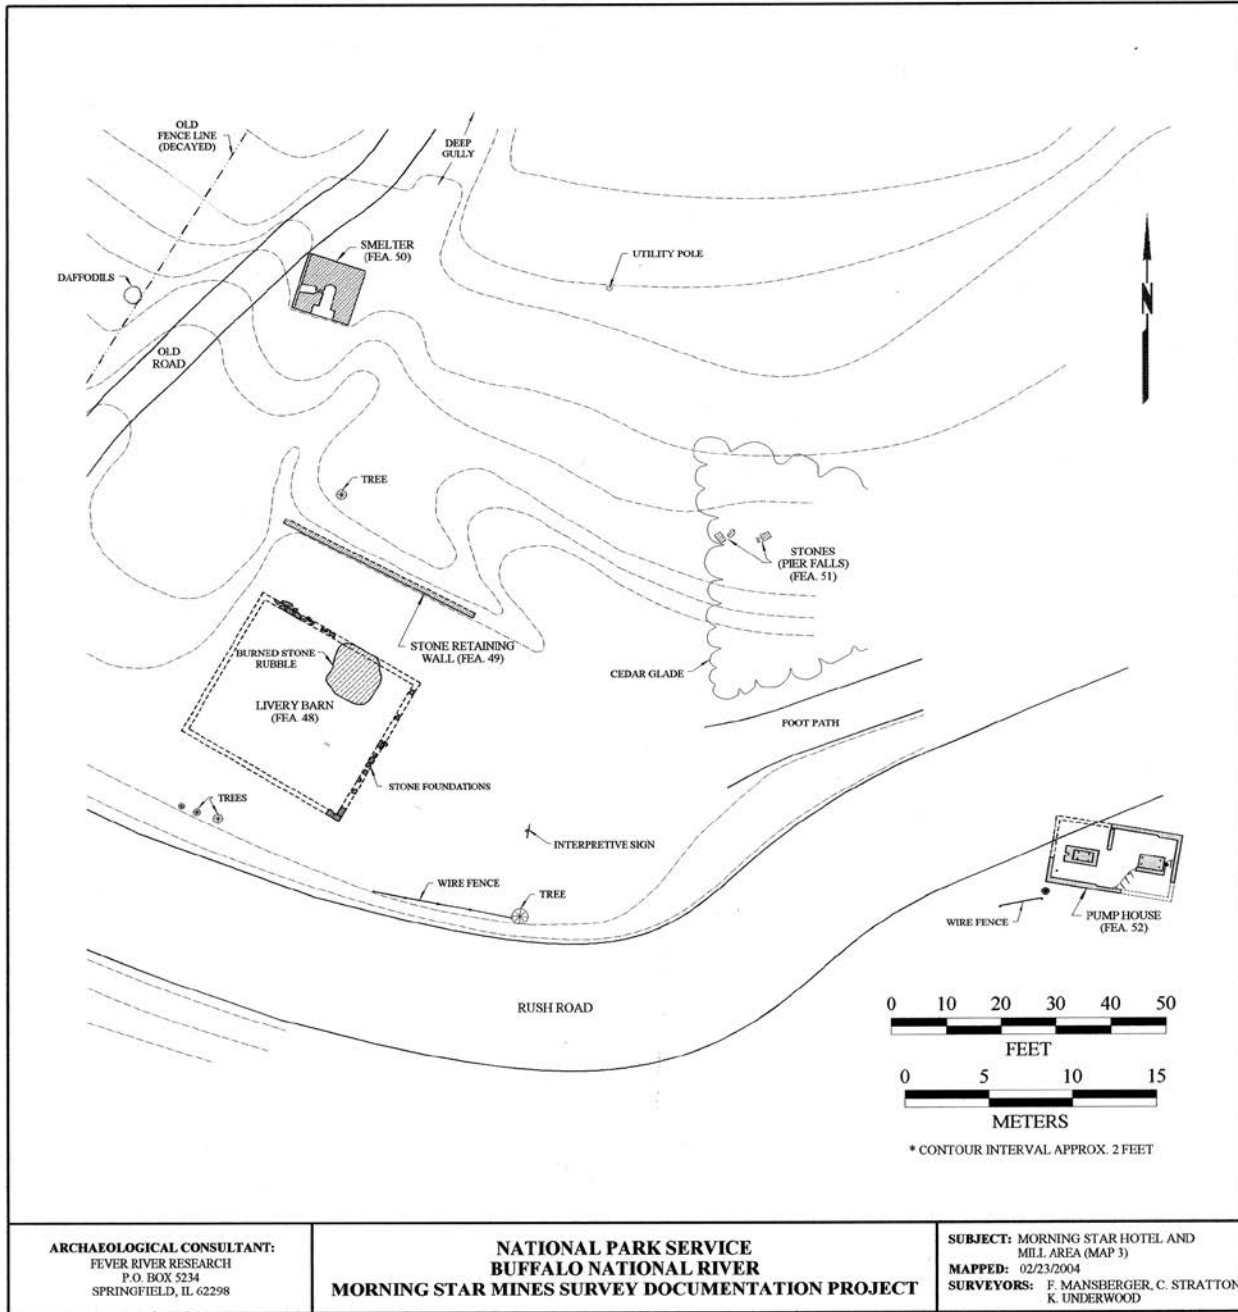 OLD
FENCE LINE
(DECAYED)
DEEP
GULLY
SMELTER
(FEA. 50)
UTILITY POLE
DAFFODILS
N
OLD
ROAD
TREE
STONES
(PIER FALLS)
(FEA. 51)
STONE RETAINING
WALL (FEA. 49)
BURNED STONE
RUBBLE
CEDAR GLADE
LIVERY BARN
(FEA. 48)
FOOT PATH
STONE FOUNDATIONS
TREES
INTERPRETIVE SIGN
WIRE FENCE
TREE
WIRE FENCE
PUMP HOUSE
(FEA. 52)
RUSH ROAD
0 10 20 30 40 50
FEET
0 5 10 15
METERS
* CONTOUR INTERVAL APPROX. 2 FEET
ARCHAEOLOGICAL CONSULTANT:
FEVER RIVER RESEARCH
P.O. BOX 5234
SPRINGFIELD, IL 62298
NATIONAL PARK SERVICE
BUFFALO NATIONAL RIVER
MORNING STAR MINES SURVEY DOCUMENTATION PROJECT
SUBJECT: MORNING STAR HOTEL AND
MILL AREA (MAP 3)
MAPPED: 02/23/2004
SURVEYORS: F. MANSBERGER, C. STRATTON
K. UNDERWOOD